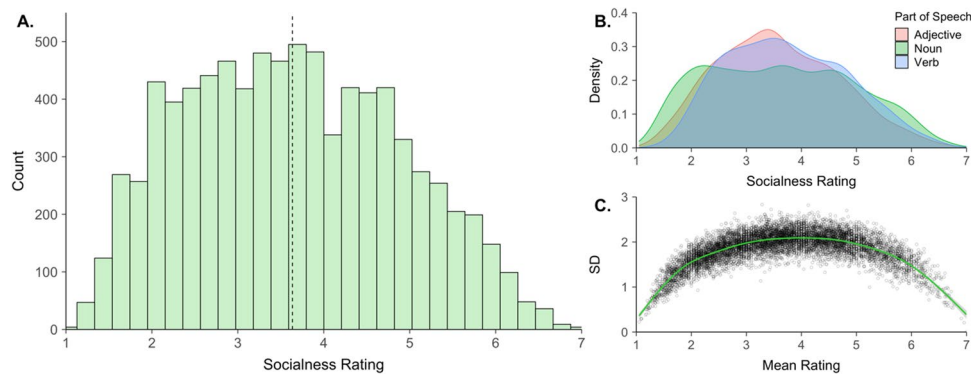 A.
500
400
300
200
100
0
Count
1 2 3 4 5 6 7
Socialness Rating
B.
0.4
0.3
0.2
0.1
0.0
Density
Part of Speech
Adjective
Noun
Verb
1 2 3 4 5 6 7
Socialness Rating
C.
3
2
1
0
SD
1 2 3 4 5 6 7
Mean Rating